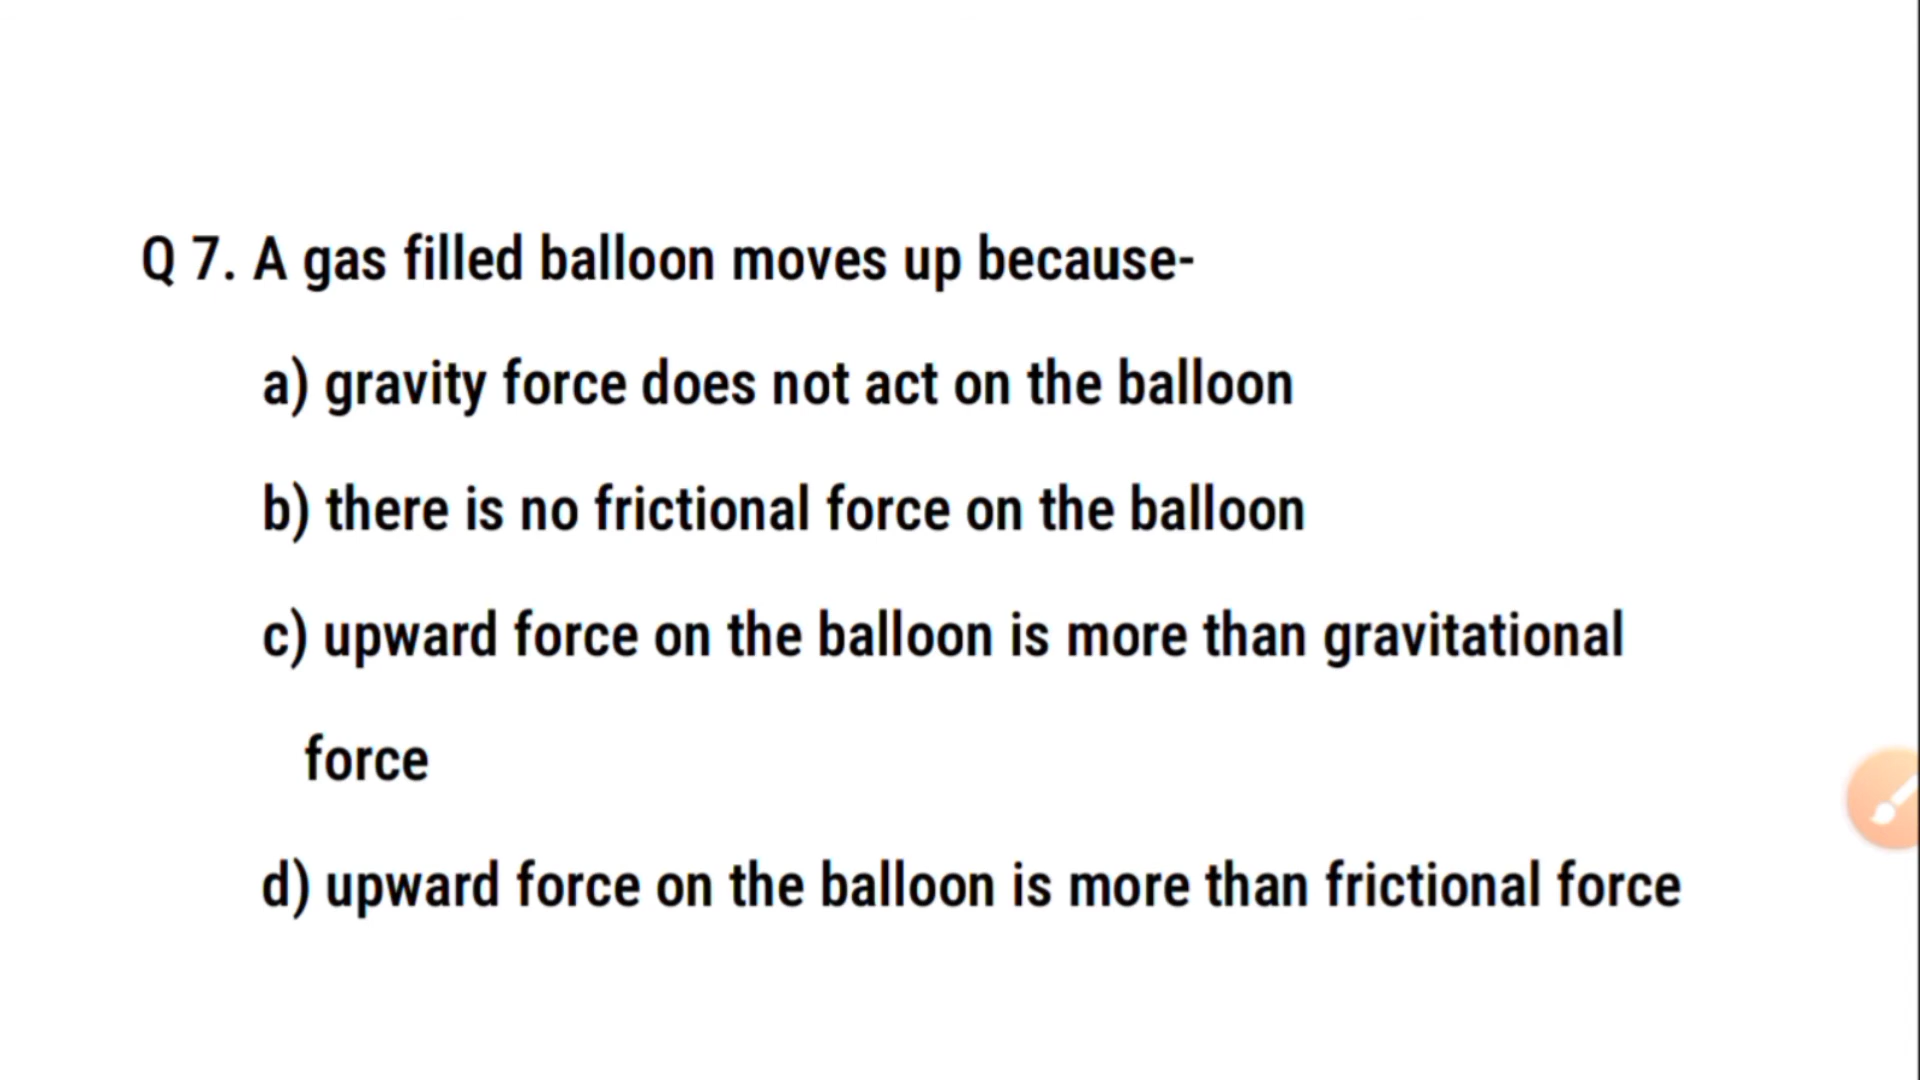 Q 7. A gas filled balloon moves up because-
a) gravity force does not act on the balloon
b) there is no frictional force on the balloon
c) upward force on the balloon is more than gravitational
force
d) upward force on the balloon is more than frictional force